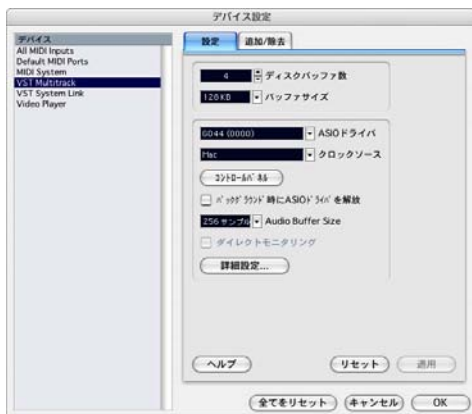 デバイス設定
デバイス
All MIDI Inputs
Default MIDI Ports
MIDI System
VST Multitrack
VST System Link
Video Player
設定
追加/除去
4 ディスクバッファ数
128 KB バッファサイズ
GO44 (0000) ASIOドライバ
Mac クロックソース
コントロールパネル
バックグラウンド時にASIOドライバを解放
256 サンプル Audio Buffer Size
ダイレクトモニタリング
詳細設定...
ヘルプ リセット 適用
全てをリセット キャンセル OK